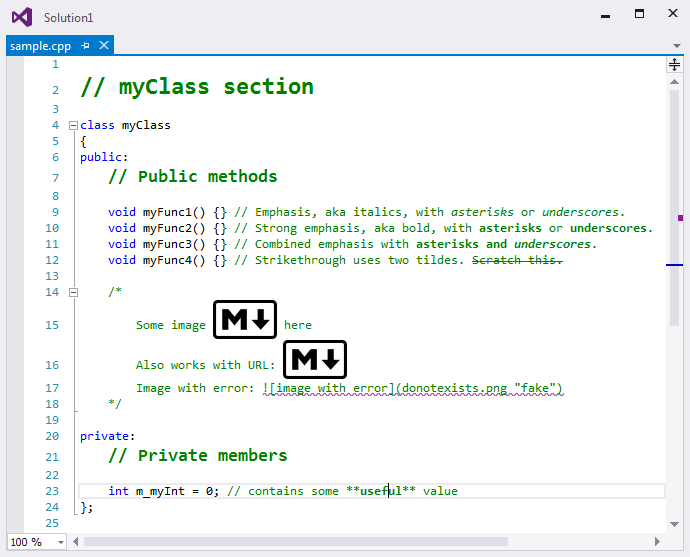 Solution1
sample.cpp
1
2 // myClass section
3
4 class myClass
5 {
6 public:
7 // Public methods
8
9 void myFunc1() {} // Emphasis, aka italics, with asterisks or underscores.
10 void myFunc2() {} // Strong emphasis, aka bold, with asterisks or underscores.
11 void myFunc3() {} // Combined emphasis with asterisks and underscores.
12 void myFunc4() {} // Strikethrough uses two tildes. Scratch this.
13
14 /*
15 Some image M here
16 Also works with URL: M
17 Image with error: ![image with error](donotexists.png "fake")
18 */
19
20 private:
21 // Private members
22
23 int m_myInt = 0; // contains some **useful** value
24 };
25
100 %